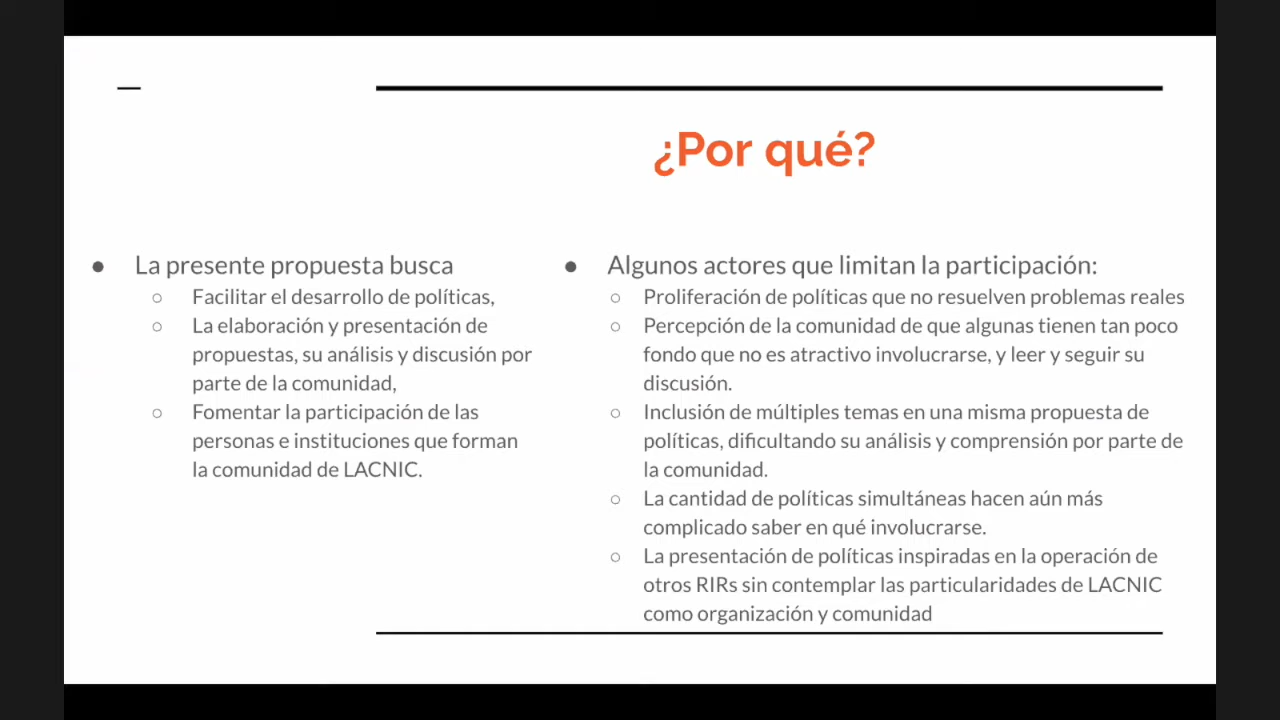 ¿Por qué?
La presente propuesta busca
Facilitar el desarrollo de políticas,
La elaboración y presentación de
propuestas, su análisis y discusión por
parte de la comunidad,
Fomentar la participación de las
personas e instituciones que forman
la comunidad de LACNIC.
Algunos actores que limitan la participación:
Proliferación de políticas que no resuelven problemas reales
Percepción de la comunidad de que algunas tienen tan poco
fondo que no es atractivo involucrarse, y leer y seguir su
discusión.
Inclusión de múltiples temas en una misma propuesta de
políticas, dificultando su análisis y comprensión por parte de
la comunidad.
La cantidad de políticas simultáneas hacen aún más
complicado saber en qué involucrarse.
La presentación de políticas inspiradas en la operación de
otros RIRs sin contemplar las particularidades de LACNIC
como organización y comunidad